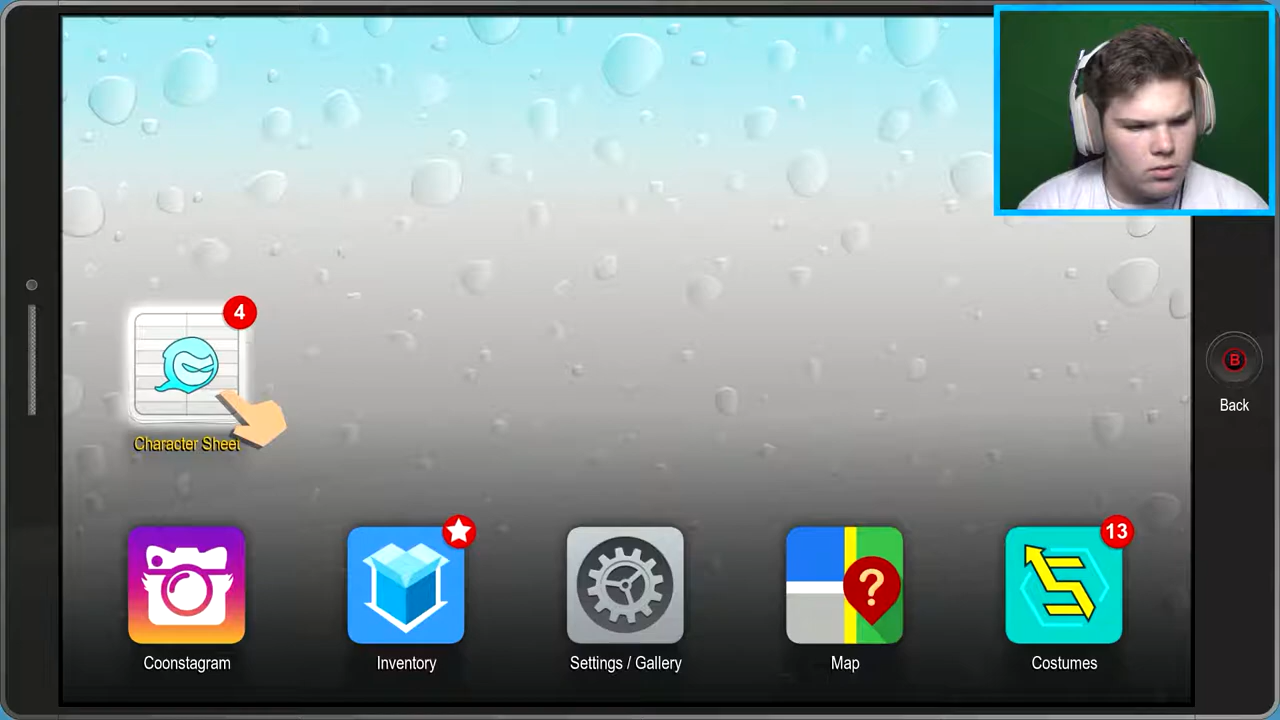 4
Character Sheet
B
Back
13
?
Coonstagram
Inventory
Settings / Gallery
Map
Costumes